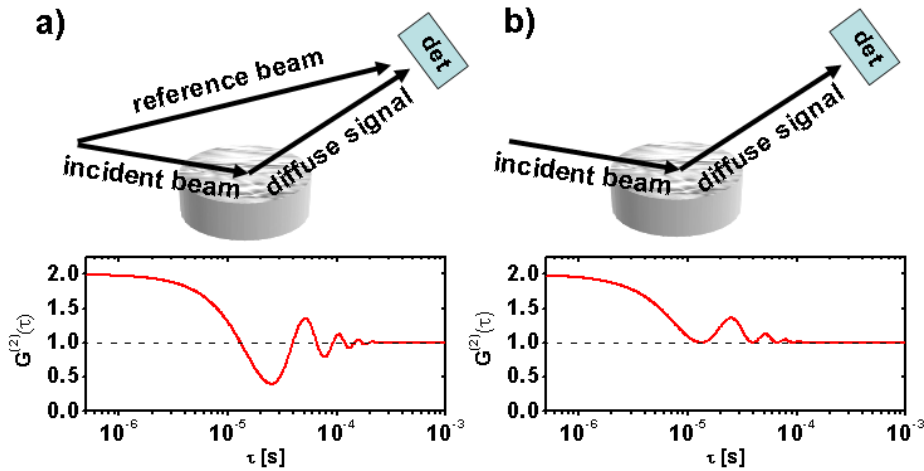 a)
det
reference beam
incident beam
diffuse signal
G⁽²⁾(τ)
2.0
1.5
1.0
0.5
0.0
10⁻⁶
10⁻⁵
10⁻⁴
10⁻³
τ [s]
b)
det
incident beam
diffuse signal
G⁽²⁾(τ)
2.0
1.5
1.0
0.5
0.0
10⁻⁶
10⁻⁵
10⁻⁴
10⁻³
τ [s]